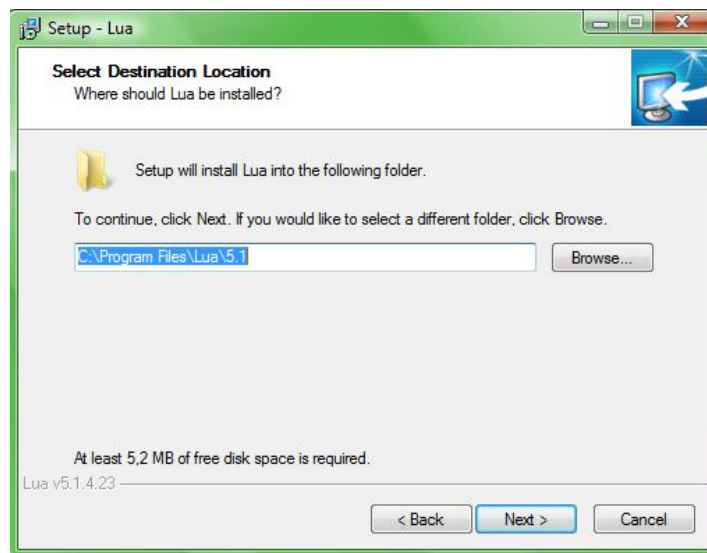 Setup - Lua
Select Destination Location
Where should Lua be installed?
Setup will install Lua into the following folder.
To continue, click Next. If you would like to select a different folder, click Browse.
C:\Program Files\Lua\5.1
Browse...
At least 5,2 MB of free disk space is required.
Lua v5.1.4.23
< Back
Next >
Cancel